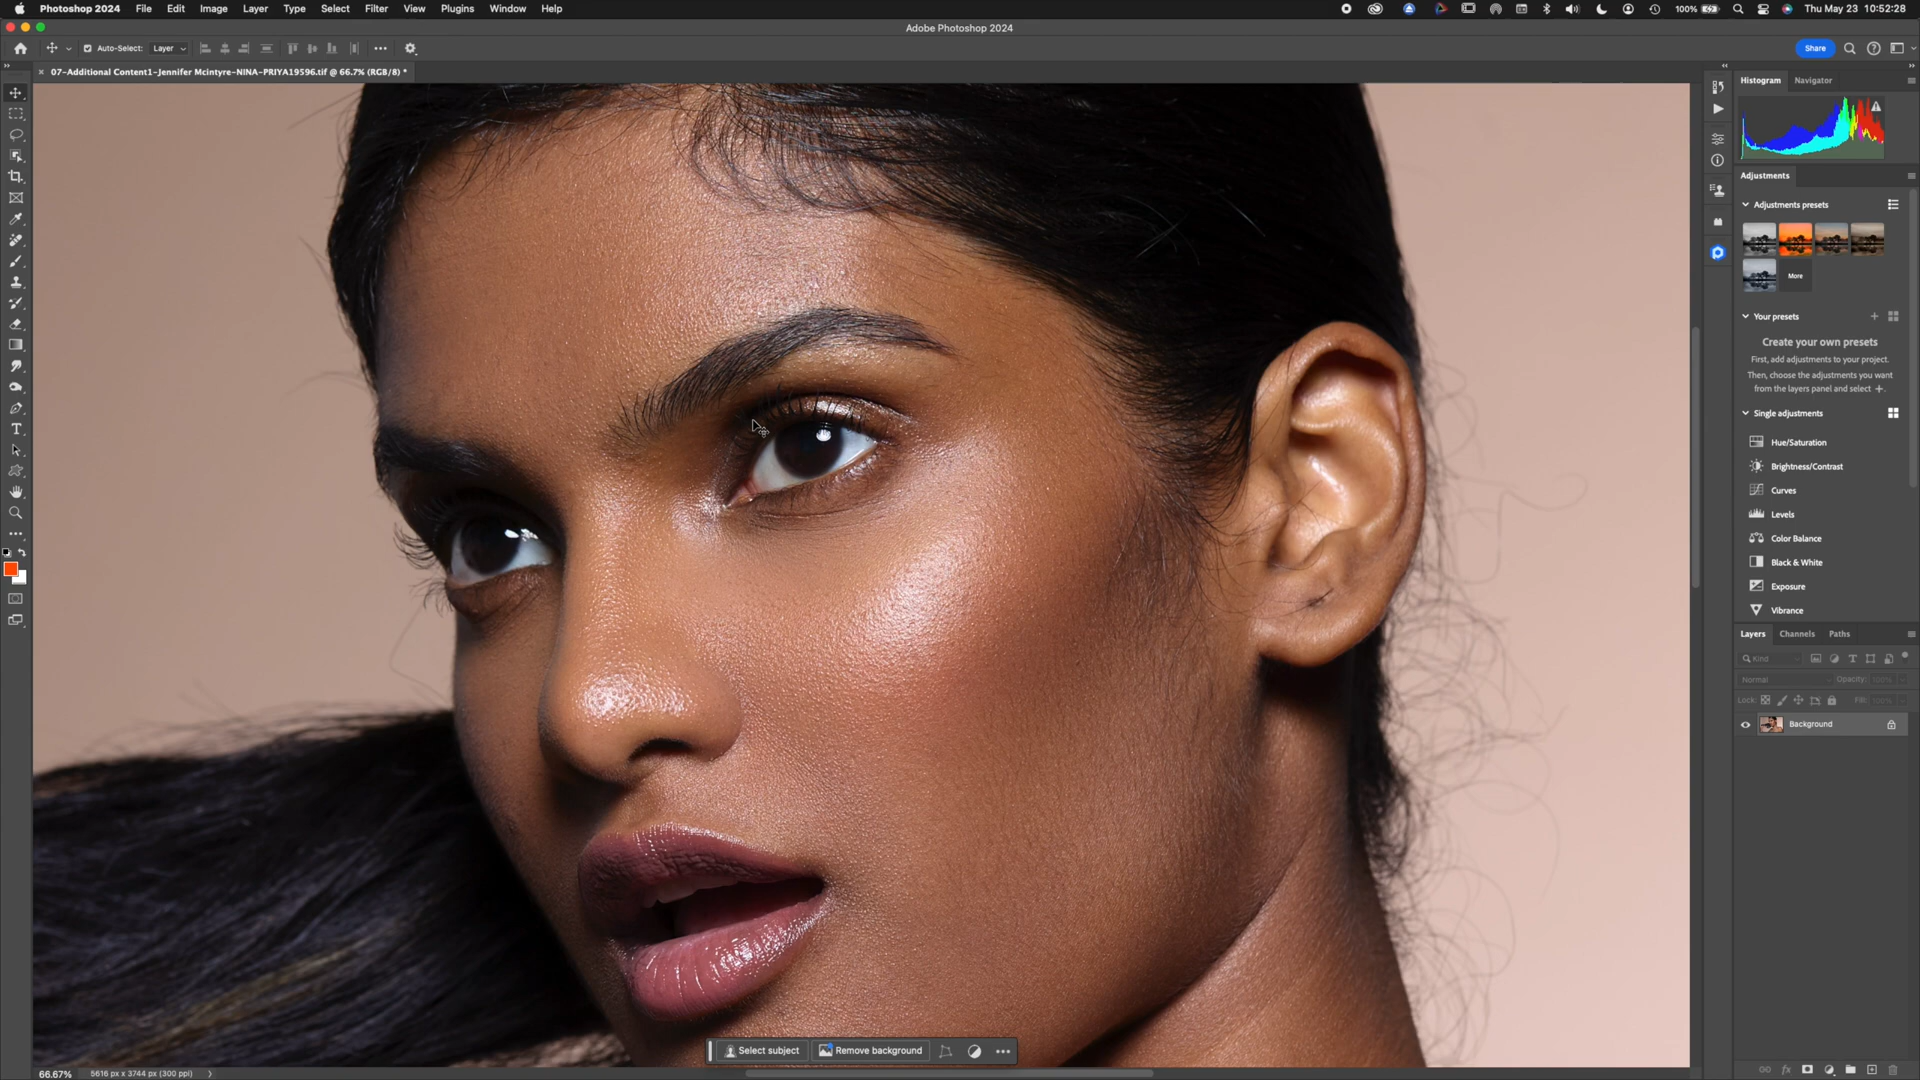 Photoshop 2024 File Edit Image Layer Type Select Filter View Plugins Window Help 100% Thu May 23 10:52:28
Adobe Photoshop 2024
Auto-Select: Layer Share
07-Additional Content1-Jennifer Mcintyre-NINA-PRIYA19596.tif @ 66.7% (RGB/8) *
Histogram Navigator
Adjustments
Adjustments presets
More
Your presets
Create your own presets
First, add adjustments to your project.
Then, choose the adjustments you want
from the layers panel and select +.
Single adjustments
Hue/Saturation
Brightness/Contrast
Curves
Levels
Color Balance
Black & White
Exposure
Vibrance
Layers Channels Paths
Kind
Normal Opacity: 100%
Lock: Fill: 100%
Background
Select subject Remove background
66.67% 5616 px x 3744 px (300 ppi)